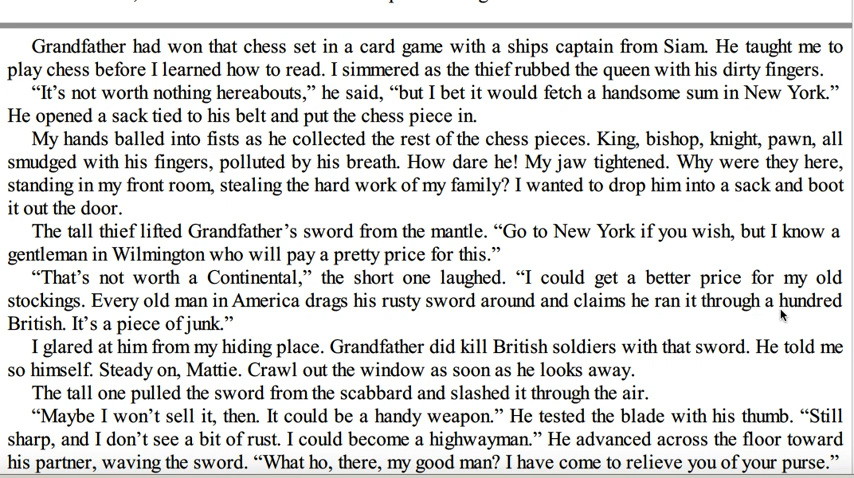 Grandfather had won that chess set in a card game with a ships captain from Siam. He taught me to
play chess before I learned how to read. I simmered as the thief rubbed the queen with his dirty fingers.
“It’s not worth nothing hereabouts,” he said, “but I bet it would fetch a handsome sum in New York.”
He opened a sack tied to his belt and put the chess piece in.
My hands balled into fists as he collected the rest of the chess pieces. King, bishop, knight, pawn, all
smudged with his fingers, polluted by his breath. How dare he! My jaw tightened. Why were they here,
standing in my front room, stealing the hard work of my family? I wanted to drop him into a sack and boot
it out the door.
The tall thief lifted Grandfather’s sword from the mantle. “Go to New York if you wish, but I know a
gentleman in Wilmington who will pay a pretty price for this.”
“That’s not worth a Continental,” the short one laughed. “I could get a better price for my old
stockings. Every old man in America drags his rusty sword around and claims he ran it through a hundred
British. It’s a piece of junk.”
I glared at him from my hiding place. Grandfather did kill British soldiers with that sword. He told me
so himself. Steady on, Mattie. Crawl out the window as soon as he looks away.
The tall one pulled the sword from the scabbard and slashed it through the air.
“Maybe I won’t sell it, then. It could be a handy weapon.” He tested the blade with his thumb. “Still
sharp, and I don’t see a bit of rust. I could become a highwayman.” He advanced across the floor toward
his partner, waving the sword. “What ho, there, my good man? I have come to relieve you of your purse.”